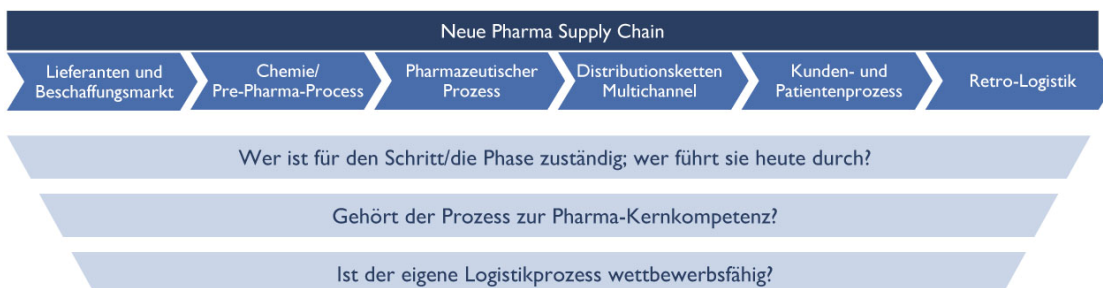 Neue Pharma Supply Chain
Lieferanten und
Beschaffungsmarkt
Chemie/
Pre-Pharma-Process
Pharmazeutischer
Prozess
Distributionsketten
Multichannel
Kunden- und
Patientenprozess
Retro-Logistik
Wer ist für den Schritt/die Phase zuständig; wer führt sie heute durch?
Gehört der Prozess zur Pharma-Kernkompetenz?
Ist der eigene Logistikprozess wettbewerbsfähig?